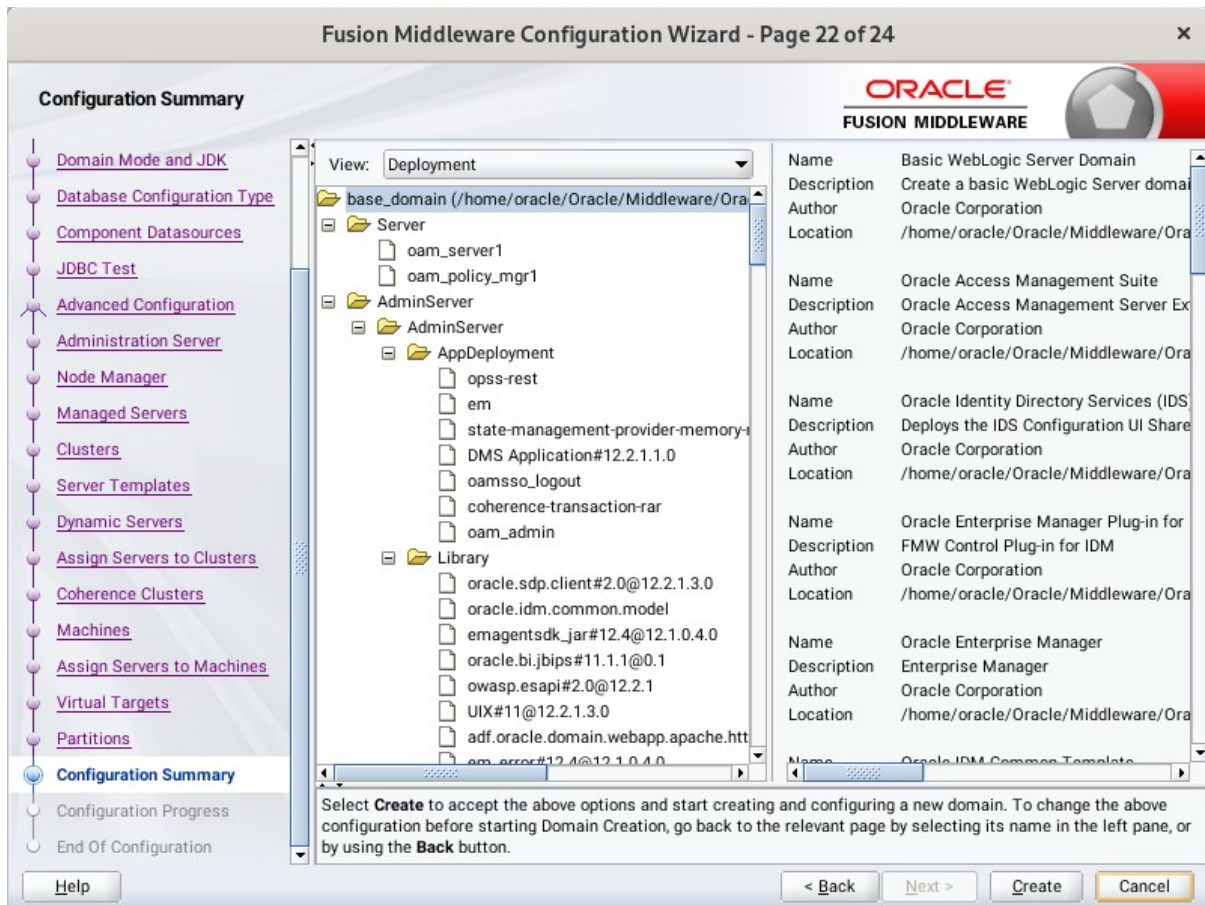 Fusion Middleware Configuration Wizard - Page 22 of 24
Configuration Summary
ORACLE
FUSION MIDDLEWARE
Domain Mode and JDK
Database Configuration Type
Component Datasources
JDBC Test
Advanced Configuration
Administration Server
Node Manager
Managed Servers
Clusters
Server Templates
Dynamic Servers
Assign Servers to Clusters
Coherence Clusters
Machines
Assign Servers to Machines
Virtual Targets
Partitions
Configuration Summary
Configuration Progress
End Of Configuration
View: Deployment
base_domain (/home/oracle/Oracle/Middleware/Ora
Server
oam_server1
oam_policy_mgr1
AdminServer
AdminServer
AppDeployment
opss-rest
em
state-management-provider-memory-r
DMS Application#12.2.1.1.0
oamsso_logout
coherence-transaction-rar
oam_admin
Library
oracle.sdp.client#2.0@12.2.1.3.0
oracle.idm.common.model
emagentsdk_jar#12.4@12.1.0.4.0
oracle.bi.jbips#11.1.1@0.1
owasp.esapi#2.0@12.2.1
UIX#11@12.2.1.3.0
adf.oracle.domain.webapp.apache.htt
em_error#12.4@12.1.0.4.0
Name Basic WebLogic Server Domain
Description Create a basic WebLogic Server domai
Author Oracle Corporation
Location /home/oracle/Oracle/Middleware/Ora
Name Oracle Access Management Suite
Description Oracle Access Management Server Ex
Author Oracle Corporation
Location /home/oracle/Oracle/Middleware/Ora
Name Oracle Identity Directory Services (IDS)
Description Deploys the IDS Configuration UI Share
Author Oracle Corporation
Location /home/oracle/Oracle/Middleware/Ora
Name Oracle Enterprise Manager Plug-in for
Description FMW Control Plug-in for IDM
Author Oracle Corporation
Location /home/oracle/Oracle/Middleware/Ora
Name Oracle Enterprise Manager
Description Enterprise Manager
Author Oracle Corporation
Location /home/oracle/Oracle/Middleware/Ora
Name Oracle IDM Common Template
Select Create to accept the above options and start creating and configuring a new domain. To change the above
configuration before starting Domain Creation, go back to the relevant page by selecting its name in the left pane, or
by using the Back button.
Help
< Back
Next >
Create
Cancel